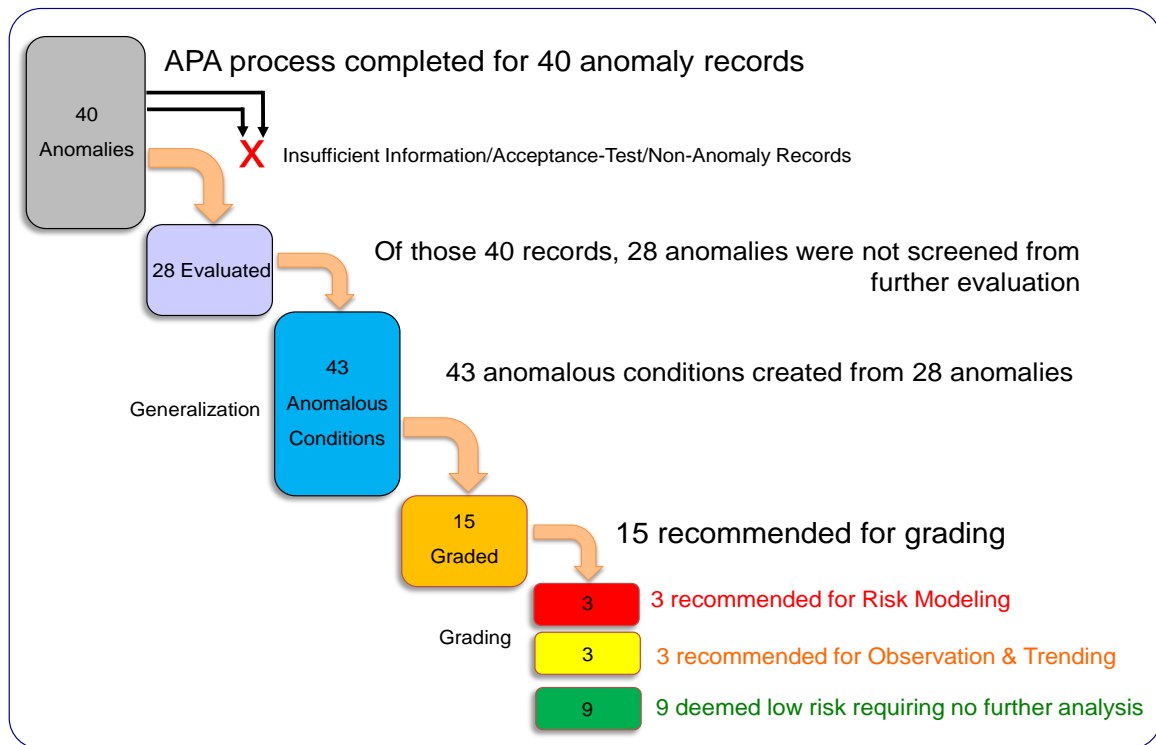 APA process completed for 40 anomaly records
40
Anomalies
X
Insufficient Information/Acceptance-Test/Non-Anomaly Records
28 Evaluated
Of those 40 records, 28 anomalies were not screened from
further evaluation
43
Anomalous
Conditions
43 anomalous conditions created from 28 anomalies
Generalization
15
Graded
15 recommended for grading
3
3 recommended for Risk Modeling
Grading
3
3 recommended for Observation & Trending
9
9 deemed low risk requiring no further analysis